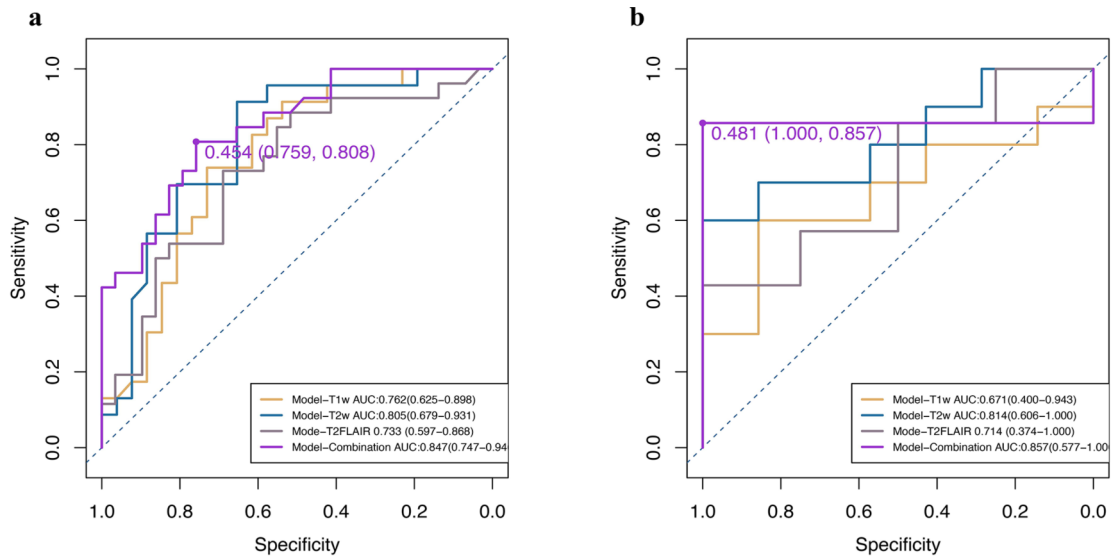 a
1.0
0.8
0.6
0.4
0.2
0.0
Sensitivity
0.454 (0.759, 0.808)
Model-T1w AUC:0.762(0.625-0.898)
Model-T2w AUC:0.805(0.679-0.931)
Mode-T2FLAIR 0.733 (0.597-0.868)
Model-Combination AUC:0.847(0.747-0.94
1.0 0.8 0.6 0.4 0.2 0.0
Specificity
b
1.0
0.8
0.6
0.4
0.2
0.0
Sensitivity
0.481 (1.000, 0.857)
Model-T1w AUC:0.671(0.400-0.943)
Model-T2w AUC:0.814(0.606-1.000)
Mode-T2FLAIR 0.714 (0.374-1.000)
Model-Combination AUC:0.857(0.577-1.00
1.0 0.8 0.6 0.4 0.2 0.0
Specificity